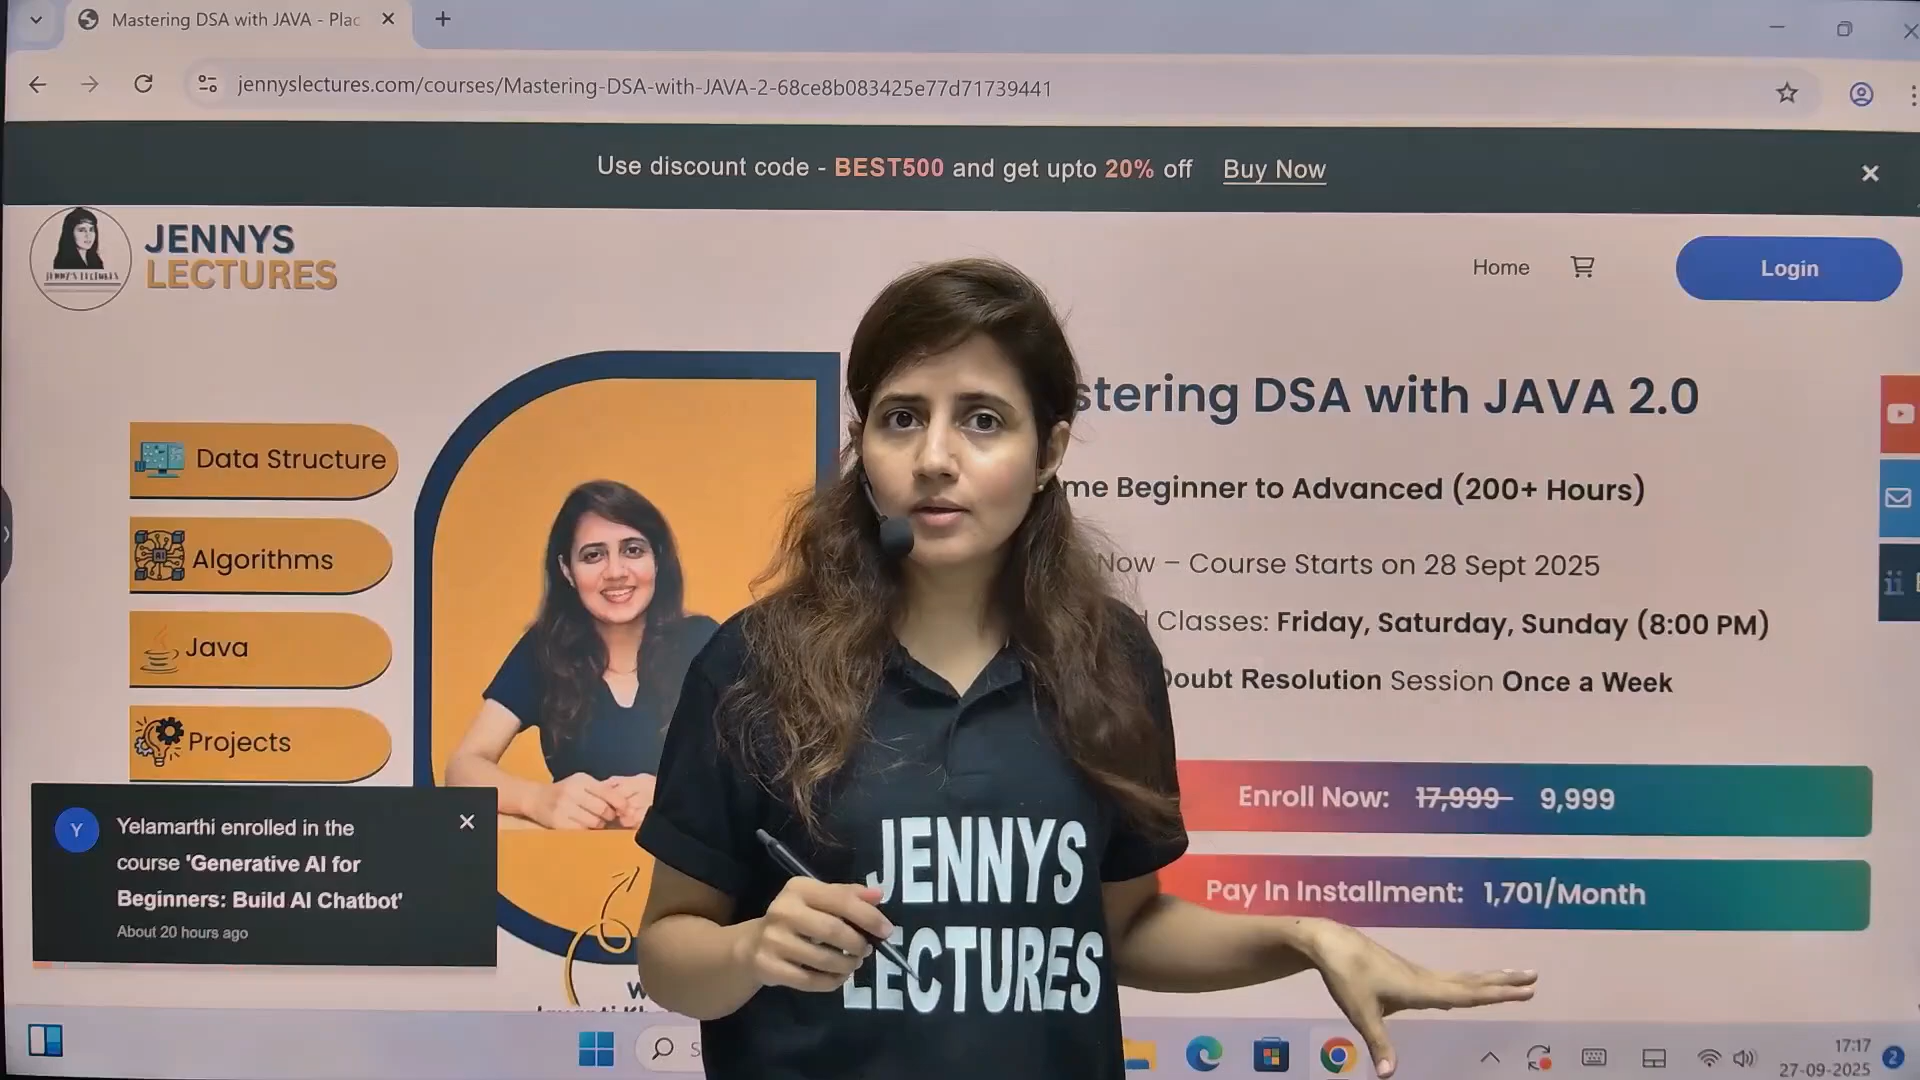 Mastering DSA with JAVA - Plac
jennyslectures.com/courses/Mastering-DSA-with-JAVA-2-68ce8b083425e77d71739441
Use discount code - BEST500 and get upto 20% off Buy Now
JENNYS
LECTURES
JENNY'S LECTURES
Home
Login
Data Structure
Algorithms
Java
Projects
stering DSA with JAVA 2.0
me Beginner to Advanced (200+ Hours)
Now – Course Starts on 28 Sept 2025
d Classes: Friday, Saturday, Sunday (8:00 PM)
Doubt Resolution Session Once a Week
Enroll Now: 17,999 9,999
Pay In Installment: 1,701/Month
Y
Yelamarthi enrolled in the
course 'Generative AI for
Beginners: Build AI Chatbot'
About 20 hours ago
JENNYS
LECTURES
17:17
27-09-2025
2